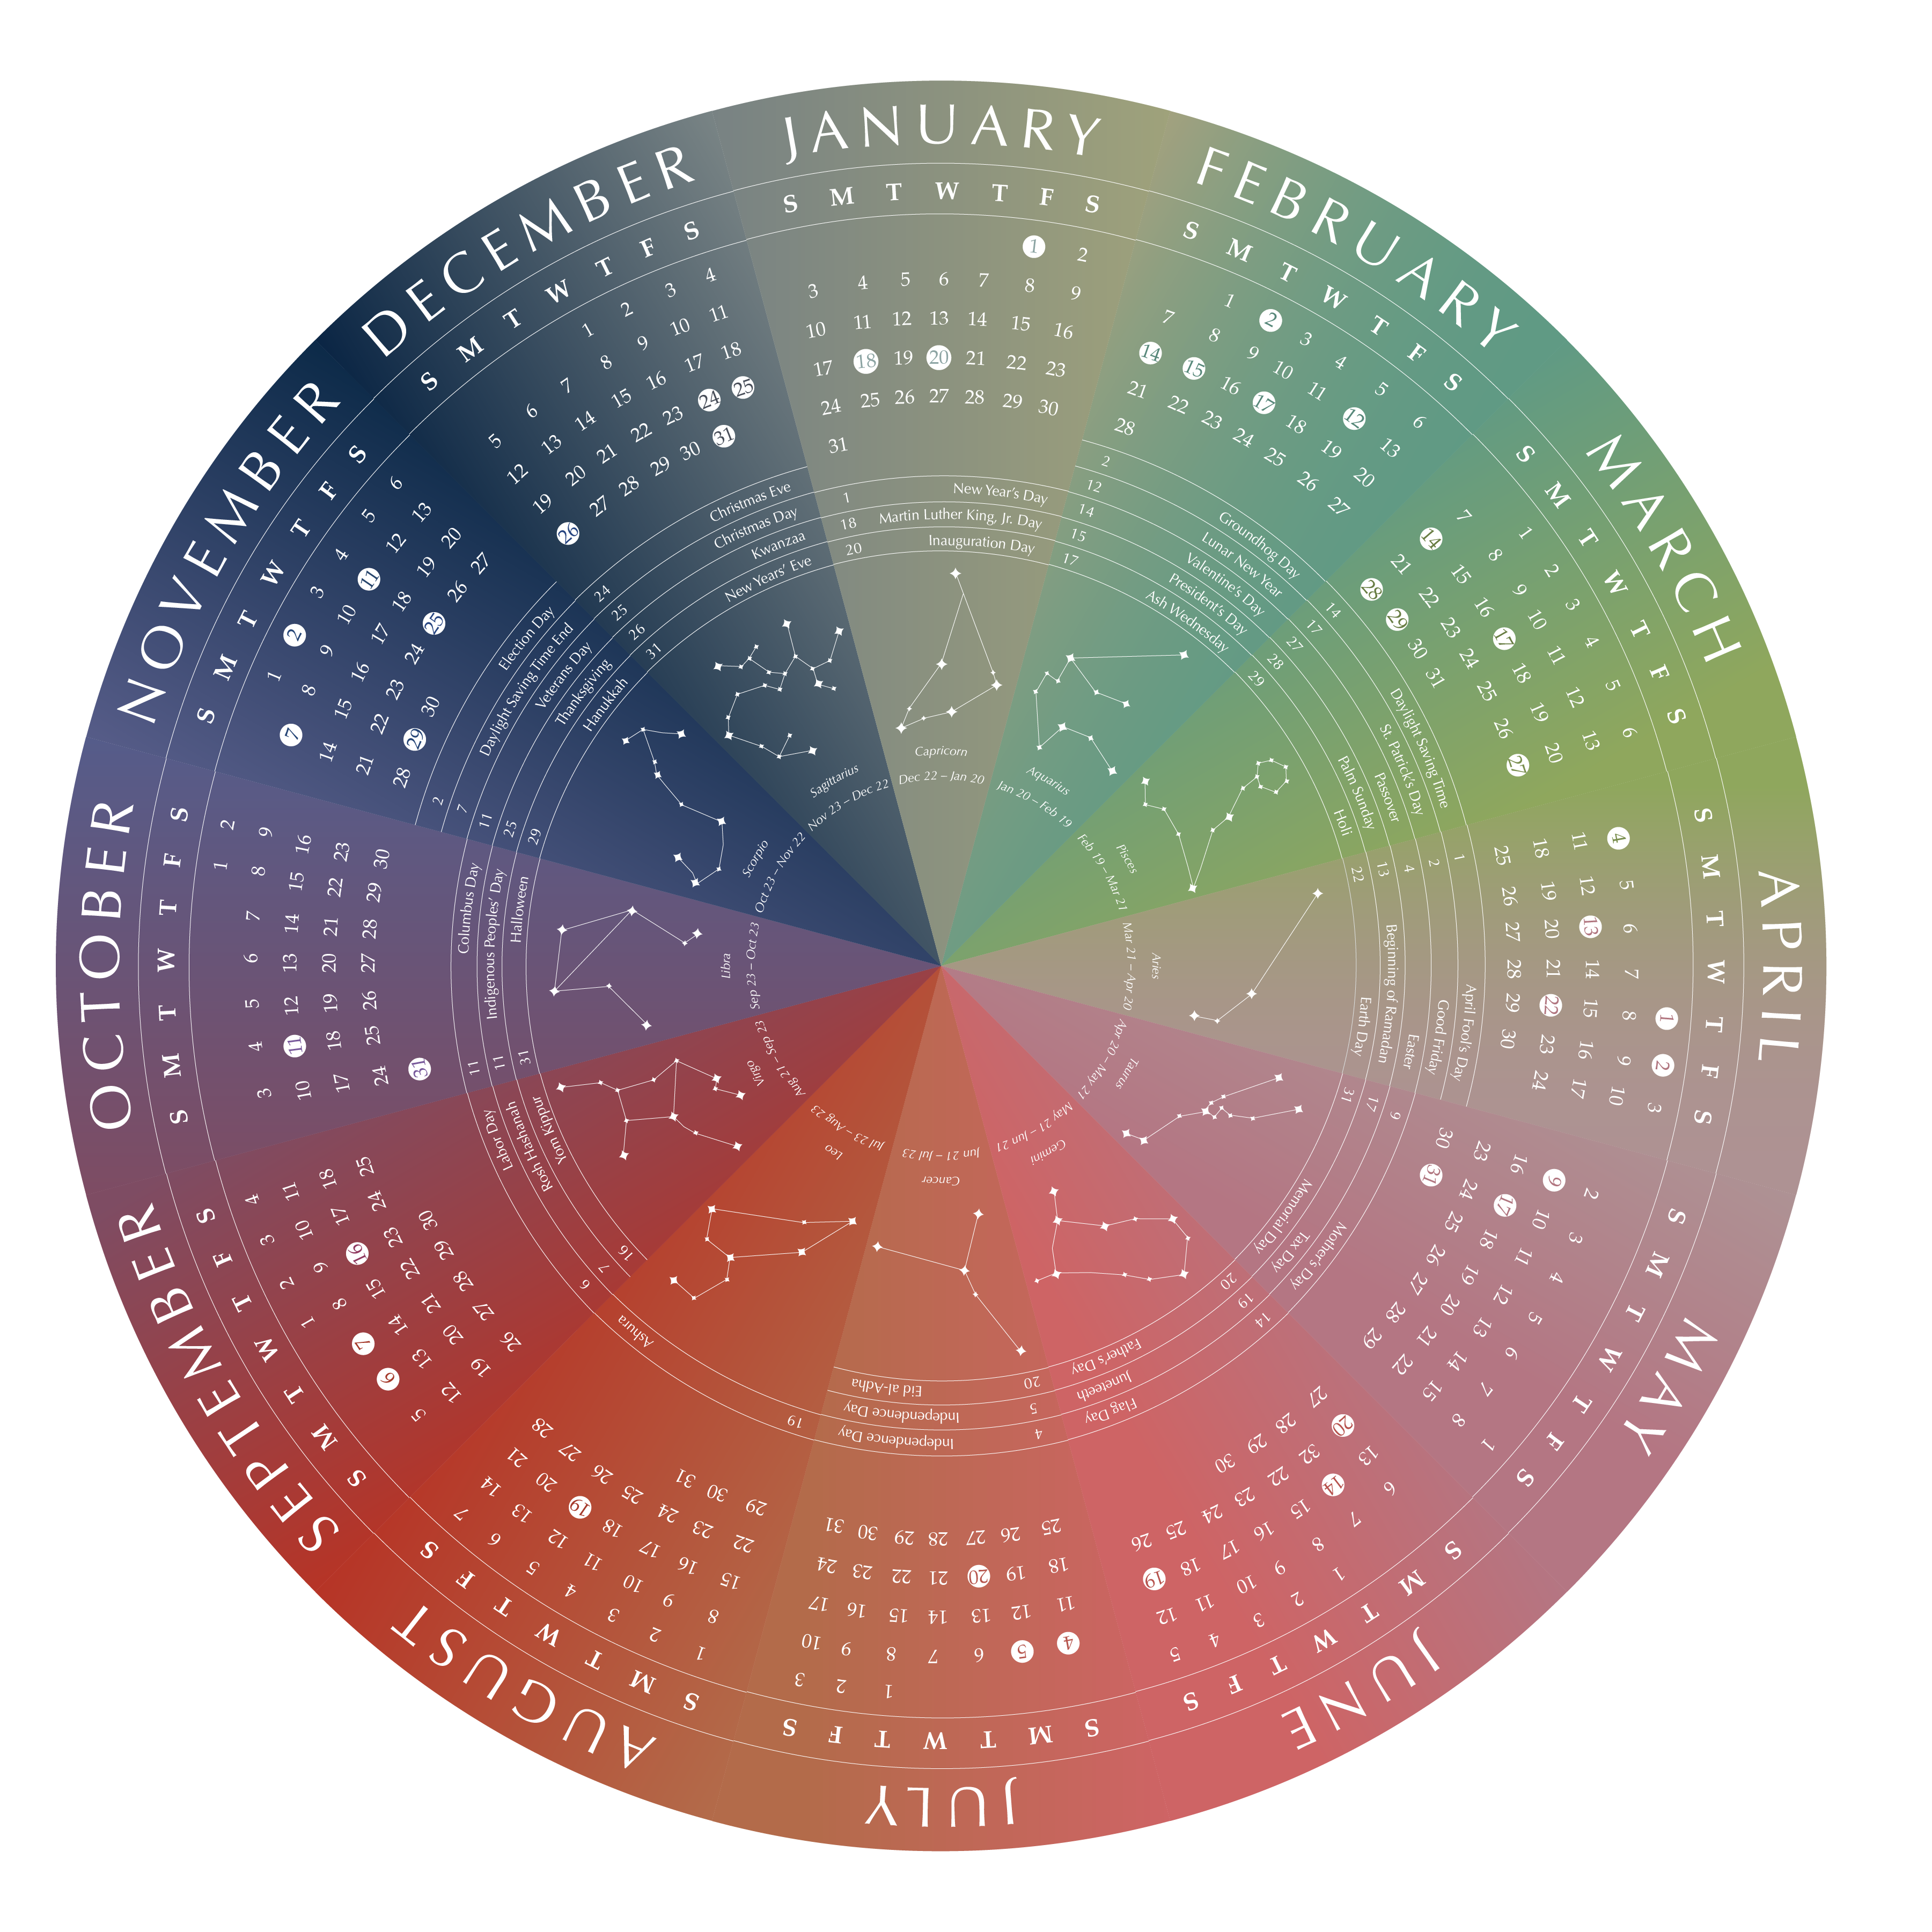 JANUARY
S M T W T F S
1 2
3 4 5 6 7 8 9
10 11 12 13 14 15 16
17 18 19 20 21 22 23
24 25 26 27 28 29 30
31
1 New Year's Day
18 Martin Luther King, Jr. Day
20 Inauguration Day
Capricorn
Dec 22 – Jan 20
FEBRUARY
S M T W T F S
1 2 3 4 5 6
7 8 9 10 11 12 13
14 15 16 17 18 19 20
21 22 23 24 25 26 27
28
2 Groundhog Day
12 Lunar New Year
14 Valentine's Day
15 President's Day
17 Ash Wednesday
Aquarius
Jan 20 – Feb 19
MARCH
S M T W T F S
1 2 3 4 5 6
7 8 9 10 11 12 13
14 15 16 17 18 19 20
21 22 23 24 25 26 27
28 29 30 31
14 Daylight Saving Time
17 St. Patrick's Day
27 Passover
28 Palm Sunday
29 Holi
Pisces
Feb 19 – Mar 21
APRIL
S M T W T F S
1 2 3
4 5 6 7 8 9 10
11 12 13 14 15 16 17
18 19 20 21 22 23 24
25 26 27 28 29 30
1 April Fool's Day
2 Good Friday
4 Easter
13 Beginning of Ramadan
22 Earth Day
Aries
Mar 21 – Apr 20
MAY
S M T W T F S
1
2 3 4 5 6 7 8
9 10 11 12 13 14 15
16 17 18 19 20 21 22
23 24 25 26 27 28 29
30 31
9 Mother's Day
17 Tax Day
31 Memorial Day
Taurus
Apr 20 – May 21
JUNE
S M T W T F S
1 2 3 4 5
6 7 8 9 10 11 12
13 14 15 16 17 18 19
20 32 22 23 24 25 26
27 28 29 30
14 Flag Day
19 Juneteeth
20 Father's Day
Gemini
May 21 – Jun 21
JULY
S M T W T F S
1 2 3
4 5 6 7 8 9 10
11 12 13 14 15 16 17
18 19 20 21 22 23 24
25 26 27 28 29 30 31
4 Independence Day
5 Independence Day
20 Eid al-Adha
Cancer
Jun 21 – Jul 23
AUGUST
S M T W T F S
1 2 3 4 5 6 7
8 9 10 11 12 13 14
15 16 17 18 19 20 21
22 23 24 25 26 27 28
29 30 31
19 Ashura
Leo
Jul 23 – Aug 23
SEPTEMBER
S M T W T F S
1 2 3 4
5 6 7 8 9 10 11
12 13 14 15 16 17 18
19 20 21 22 23 24 25
26 27 28 29 30
6 Labor Day
7 Rosh Hashanah
16 Yom Kippur
Virgo
Aug 21 – Sep 23
OCTOBER
S M T W T F S
1 2
3 4 5 6 7 8 9
10 11 12 13 14 15 16
17 18 19 20 21 22 23
24 25 26 27 28 29 30
31
11 Columbus Day
11 Indigenous Peoples' Day
31 Halloween
Libra
Sep 23 – Oct 23
NOVEMBER
S M T W T F S
1 2 3 4 5 6
7 8 9 10 11 12 13
14 15 16 17 18 19 20
21 22 23 24 25 26 27
28 29 30
2 Election Day
7 Daylight Saving Time End
11 Veterans Day
25 Thanksgiving
29 Hanukkah
Scorpio
Oct 23 – Nov 22
DECEMBER
S M T W T F S
1 2 3 4
5 6 7 8 9 10 11
12 13 14 15 16 17 18
19 20 21 22 23 24 25
26 27 28 29 30 31
24 Christmas Eve
25 Christmas Day
26 Kwanzaa
31 New Years' Eve
Sagittarius
Nov 23 – Dec 22